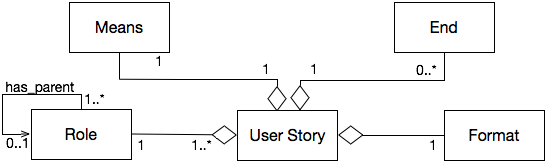 Means
End
1
1
1
0..*
has_parent
1..*
0..1
Role
1
1..*
User Story
1
Format